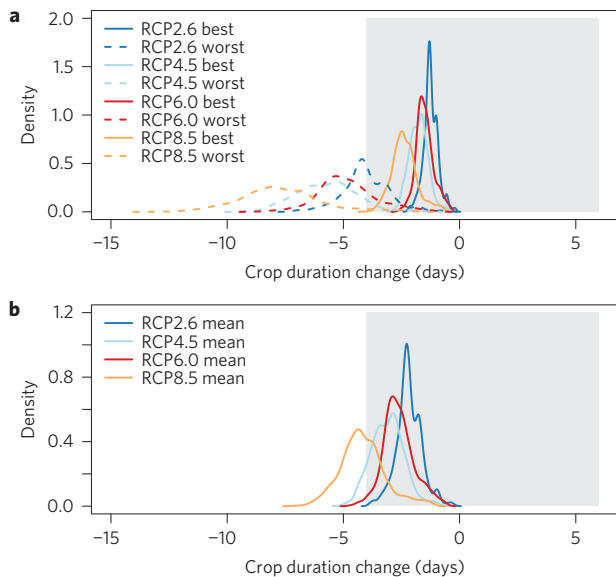 a
2.0
1.5
1.0
0.5
0.0
Density
RCP2.6 best
RCP2.6 worst
RCP4.5 best
RCP4.5 worst
RCP6.0 best
RCP6.0 worst
RCP8.5 best
RCP8.5 worst
−15 −10 −5 0 5
Crop duration change (days)
b
1.2
0.8
0.4
0.0
Density
RCP2.6 mean
RCP4.5 mean
RCP6.0 mean
RCP8.5 mean
−15 −10 −5 0 5
Crop duration change (days)